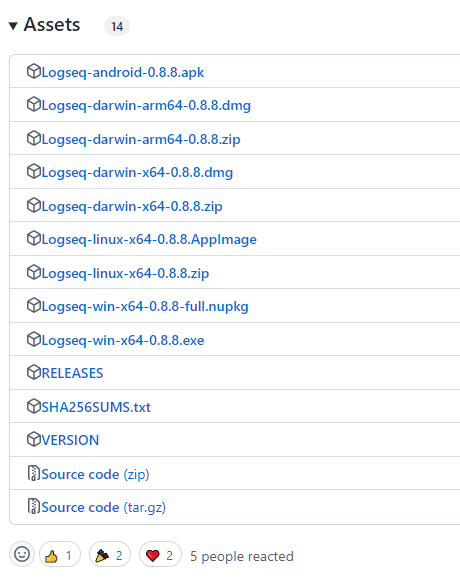 Assets 14
Logseq-android-0.8.8.apk
Logseq-darwin-arm64-0.8.8.dmg
Logseq-darwin-arm64-0.8.8.zip
Logseq-darwin-x64-0.8.8.dmg
Logseq-darwin-x64-0.8.8.zip
Logseq-linux-x64-0.8.8.AppImage
Logseq-linux-x64-0.8.8.zip
Logseq-win-x64-0.8.8-full.nupkg
Logseq-win-x64-0.8.8.exe
RELEASES
SHA256SUMS.txt
VERSION
Source code (zip)
Source code (tar.gz)
1 2 2 5 people reacted